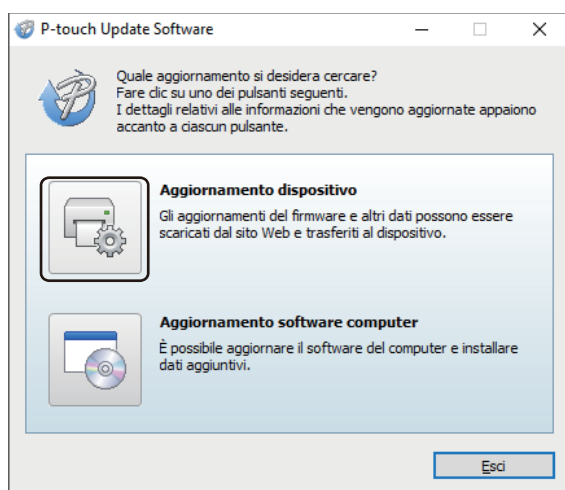 P-touch Update Software
Quale aggiornamento si desidera cercare?
Fare clic su uno dei pulsanti seguenti.
I dettagli relativi alle informazioni che vengono aggiornate appaiono
accanto a ciascun pulsante.
Aggiornamento dispositivo
Gli aggiornamenti del firmware e altri dati possono essere
scaricati dal sito Web e trasferiti al dispositivo.
Aggiornamento software computer
È possibile aggiornare il software del computer e installare
dati aggiuntivi.
Esci